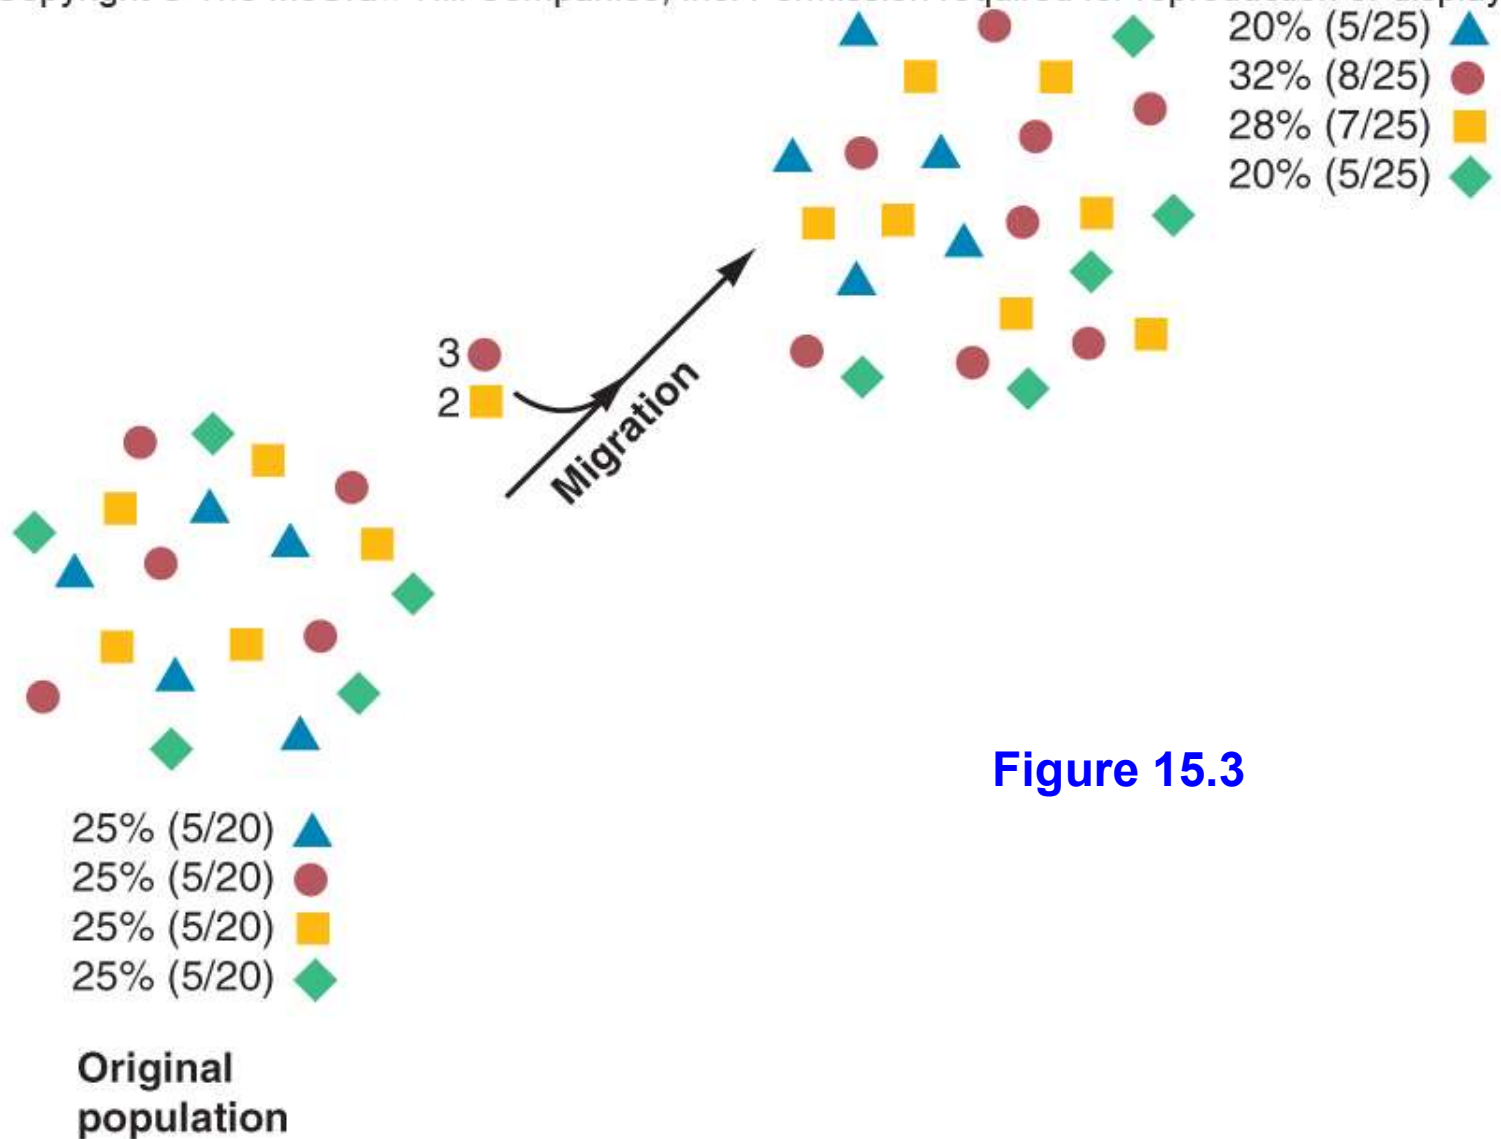 20% (5/25)
32% (8/25)
28% (7/25)
20% (5/25)
3
2
Migration
Figure 15.3
25% (5/20)
25% (5/20)
25% (5/20)
25% (5/20)
Original
population